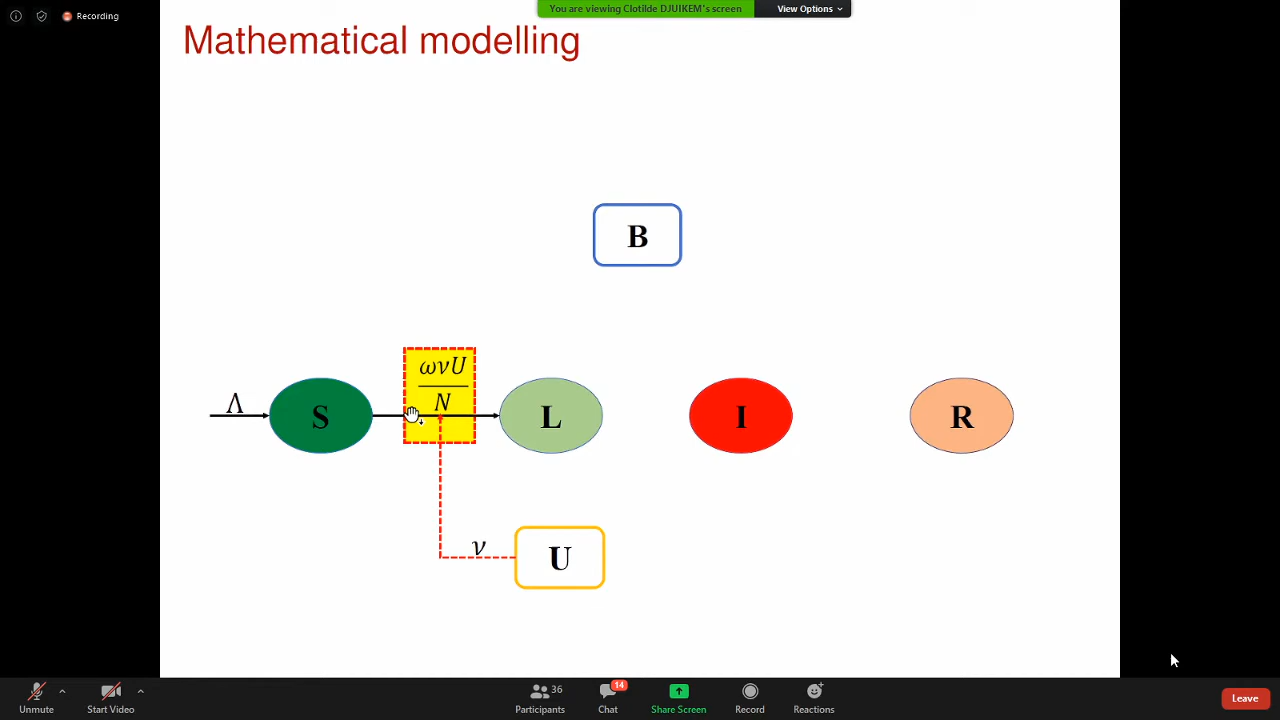 Recording
You are viewing Clotilde DJUIKEM's screen
View Options
Mathematical modelling
B
ωνU
N
Λ
S
L
I
R
ν
U
Unmute
Start Video
36
Participants
14
Chat
Share Screen
Record
Reactions
Leave